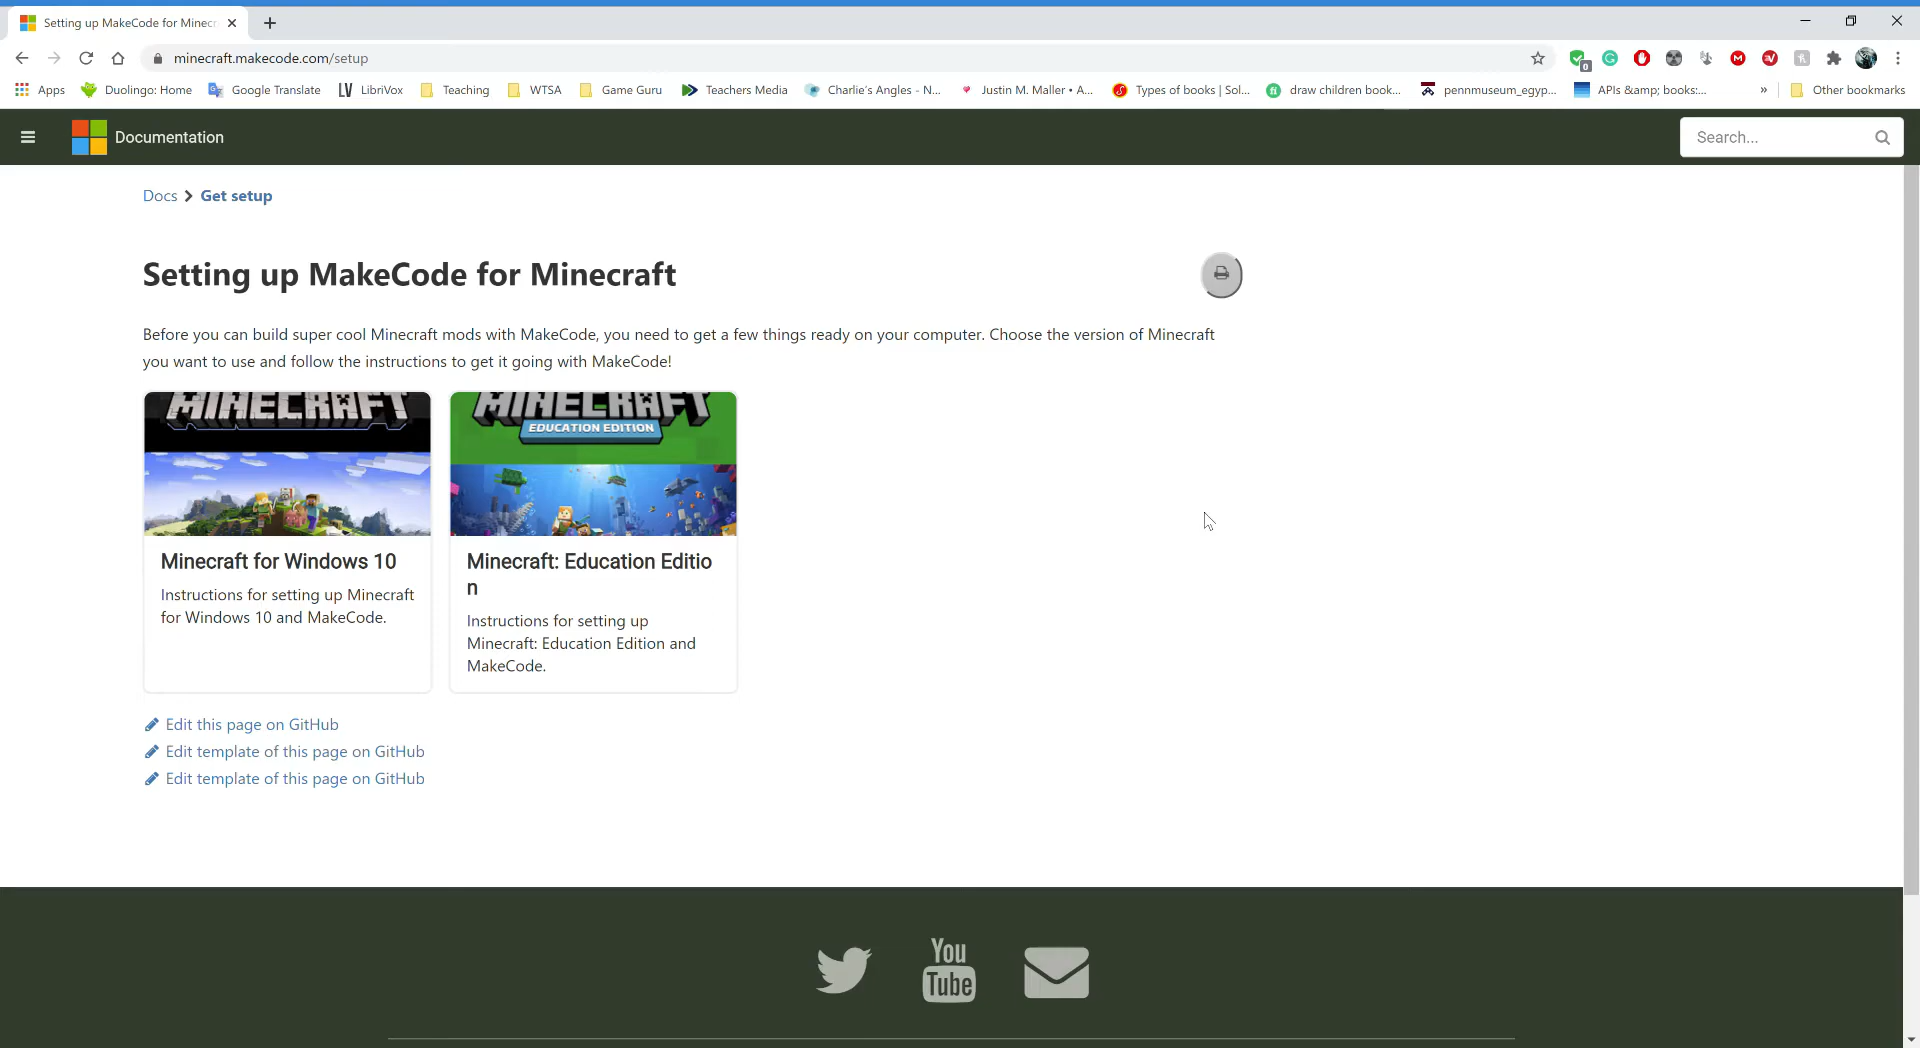 Setting up MakeCode for Minecr
minecraft.makecode.com/setup
Apps
Duolingo: Home
Google Translate
LV LibriVox
Teaching
WTSA
Game Guru
Teachers Media
Charlie's Angles - N...
Justin M. Maller • A...
Types of books | Sol...
draw children book...
pennmuseum_egyp...
APIs &amp; books:...
»
Other bookmarks
Documentation
Search...
Docs > Get setup
Setting up MakeCode for Minecraft
Before you can build super cool Minecraft mods with MakeCode, you need to get a few things ready on your computer. Choose the version of Minecraft
you want to use and follow the instructions to get it going with MakeCode!
MINECRAFT
Minecraft for Windows 10
Instructions for setting up Minecraft
for Windows 10 and MakeCode.
MINECRAFT
EDUCATION EDITION
Minecraft: Education Editio
n
Instructions for setting up
Minecraft: Education Edition and
MakeCode.
Edit this page on GitHub
Edit template of this page on GitHub
Edit template of this page on GitHub
You
Tube